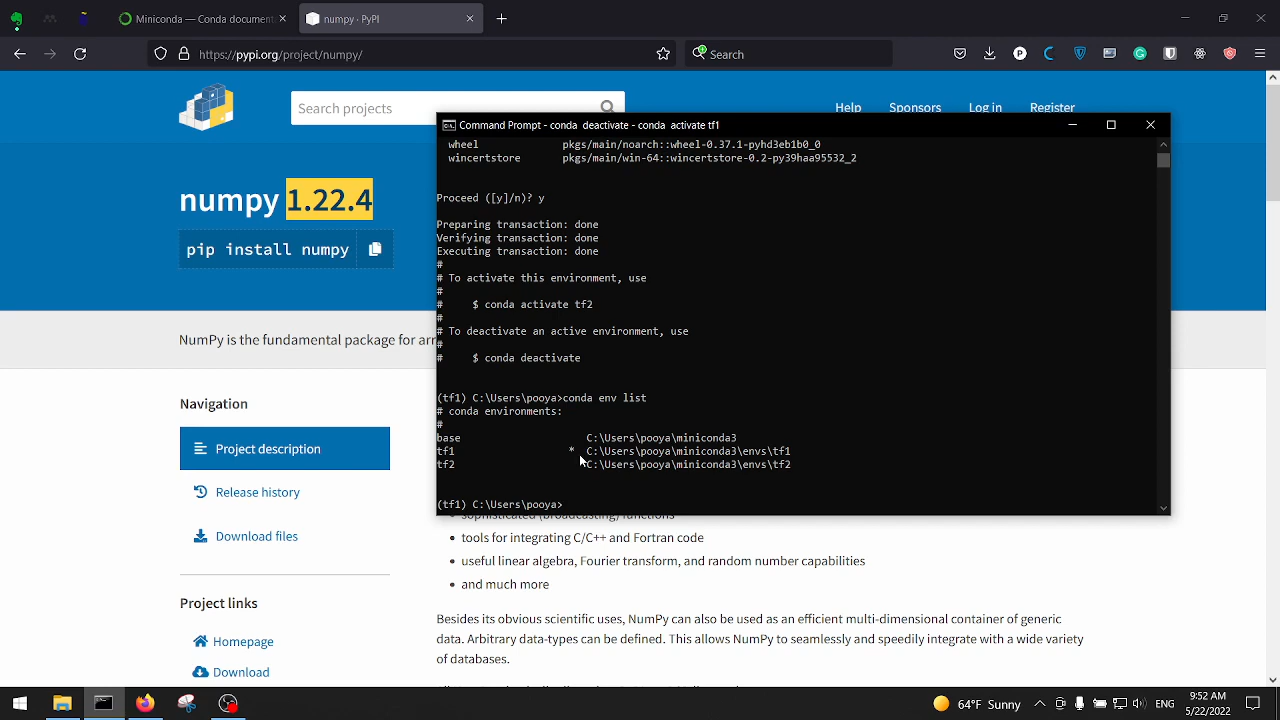 Miniconda — Conda document
numpy · PyPI
https://pypi.org/project/numpy/
Search
Search projects
Help
Sponsors
Log in
Register
numpy 1.22.4
pip install numpy
NumPy is the fundamental package for arr
Navigation
Project description
Release history
Download files
Project links
Homepage
Download
Command Prompt - conda  deactivate - conda  activate tf1
wheel pkgs/main/noarch::wheel-0.37.1-pyhd3eb1b0_0
wincertstore pkgs/main/win-64::wincertstore-0.2-py39haa95532_2
Proceed ([y]/n)? y
Preparing transaction: done
Verifying transaction: done
Executing transaction: done
#
# To activate this environment, use
#
#     $ conda activate tf2
#
# To deactivate an active environment, use
#
#     $ conda deactivate
(tf1) C:\Users\pooya>conda env list
# conda environments:
#
base C:\Users\pooya\miniconda3
tf1 * C:\Users\pooya\miniconda3\envs\tf1
tf2 C:\Users\pooya\miniconda3\envs\tf2
(tf1) C:\Users\pooya>
sophisticated (broadcasting) functions
tools for integrating C/C++ and Fortran code
useful linear algebra, Fourier transform, and random number capabilities
and much more
Besides its obvious scientific uses, NumPy can also be used as an efficient multi-dimensional container of generic
data. Arbitrary data-types can be defined. This allows NumPy to seamlessly and speedily integrate with a wide variety
of databases.
64°F Sunny
ENG
9:52 AM
5/22/2022